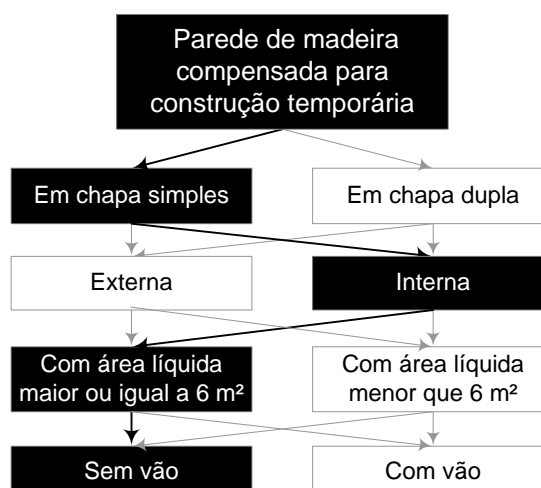 Parede de madeira
compensada para
construção temporária
Em chapa simples
Em chapa dupla
Externa
Interna
Com área líquida
maior ou igual a 6 m²
Com área líquida
menor que 6 m²
Sem vão
Com vão